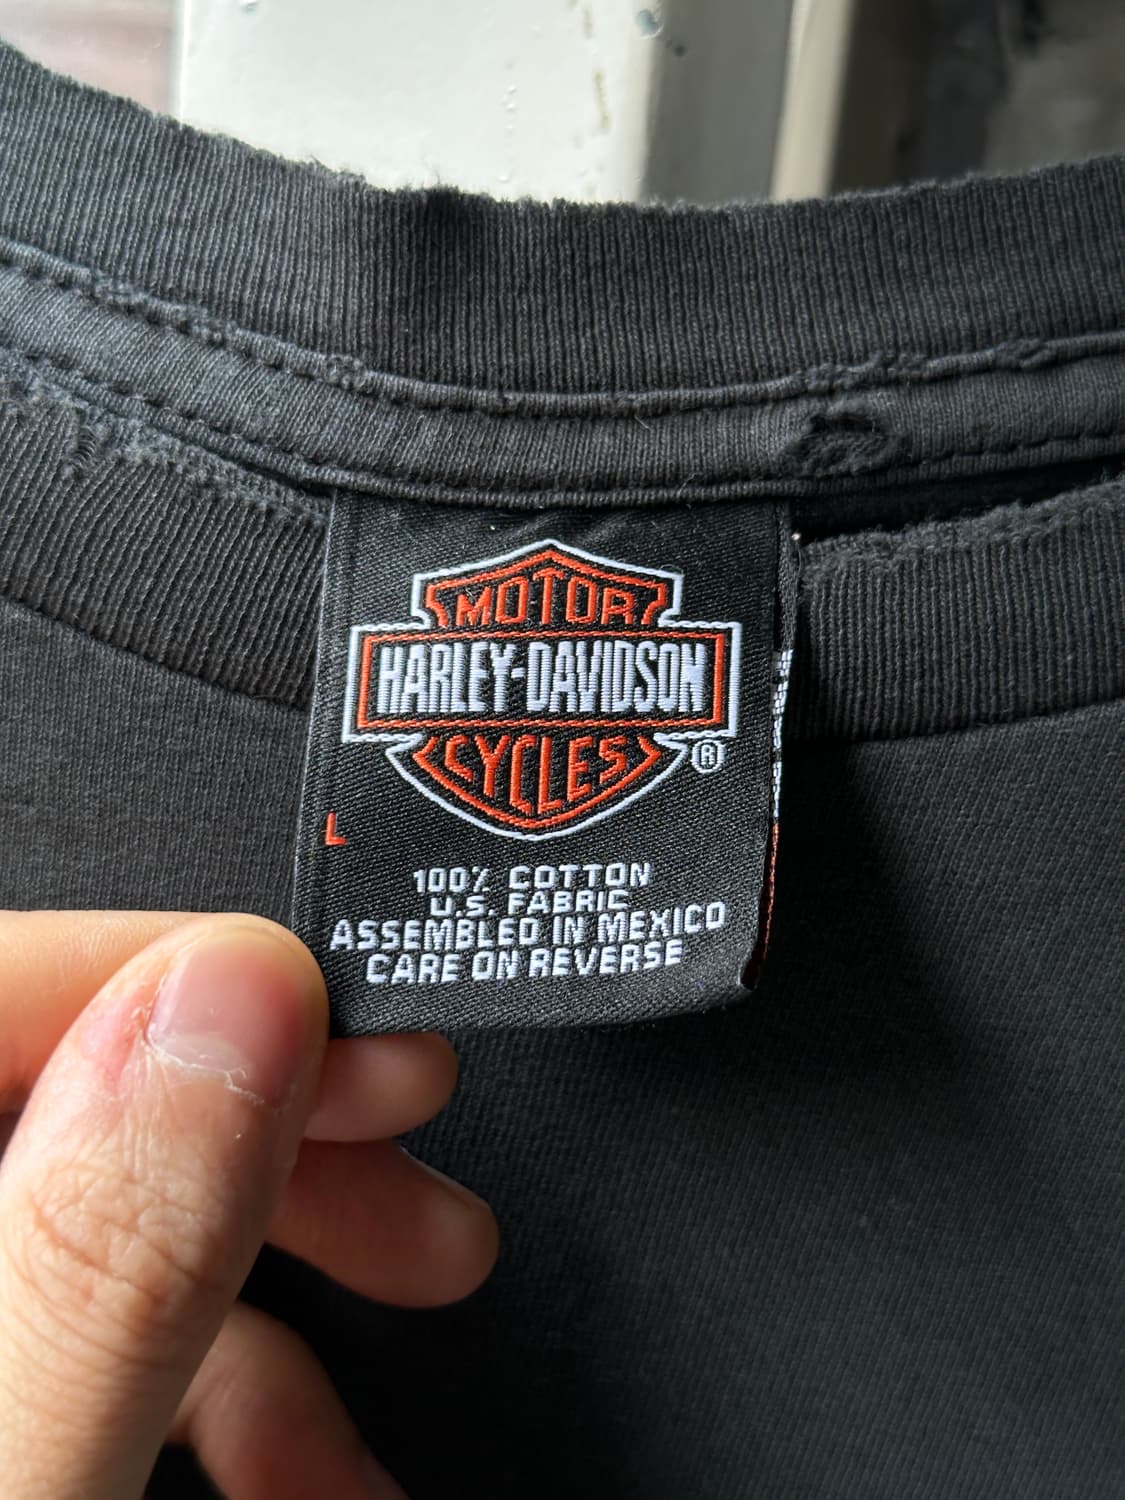 MOTOR
HARLEY-DAVIDSON
CYCLES
®
L
100% COTTON
U.S. FABRIC
ASSEMBLED IN MEXICO
CARE ON REVERSE